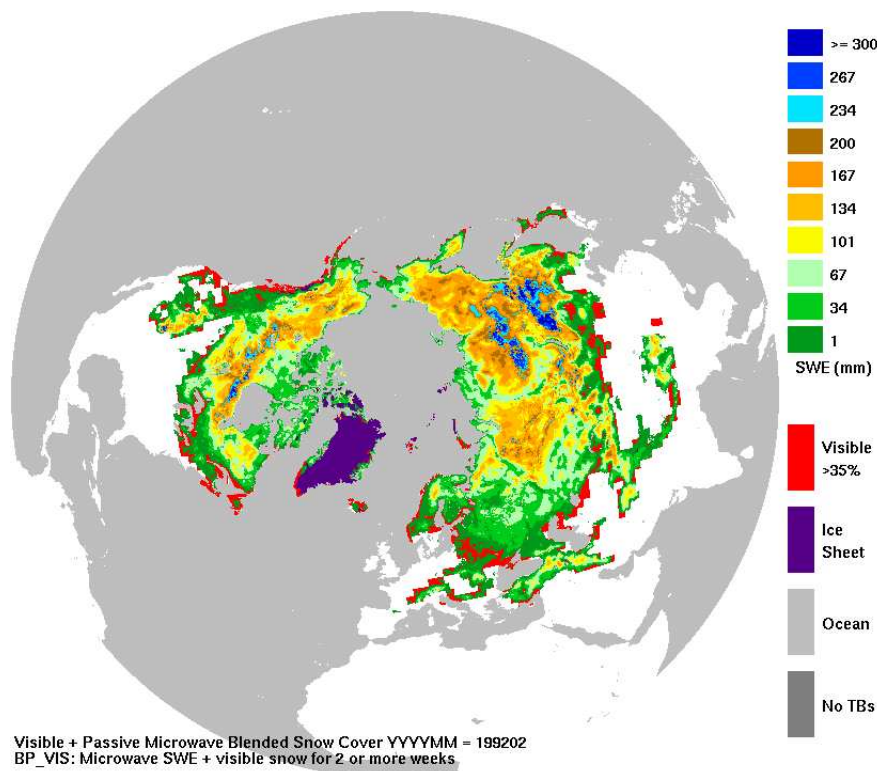 >= 300
267
234
200
167
134
101
67
34
1
SWE (mm)
Visible
>35%
Ice
Sheet
Ocean
No TBs
Visible + Passive Microwave Blended Snow Cover YYYYMM = 199202
BP_VIS: Microwave SWE + visible snow for 2 or more weeks